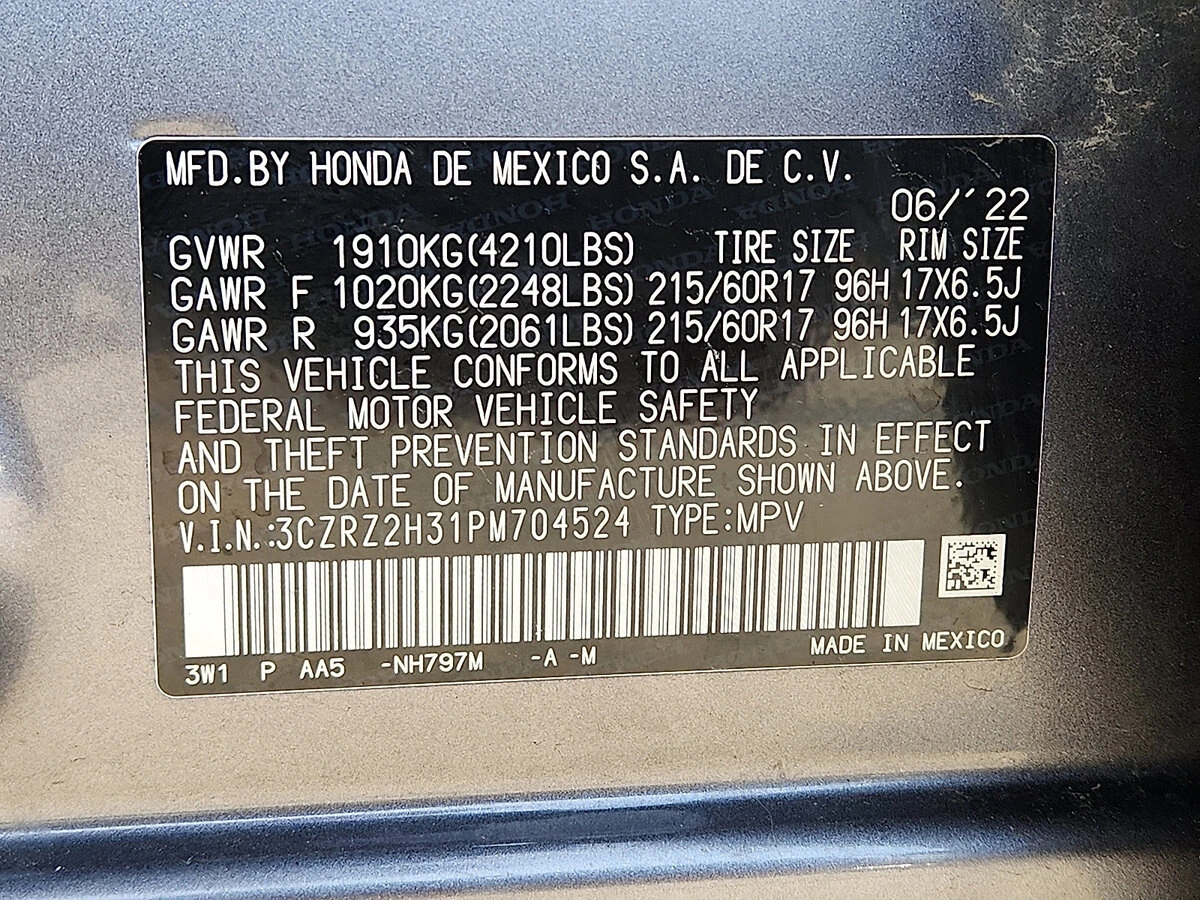 MFD.BY HONDA DE MEXICO S.A. DE C.V.
06/´22
GVWR 1910KG(4210LBS) TIRE SIZE RIM SIZE
GAWR F 1020KG(2248LBS) 215/60R17 96H 17X6.5J
GAWR R 935KG(2061LBS) 215/60R17 96H 17X6.5J
THIS VEHICLE CONFORMS TO ALL APPLICABLE
FEDERAL MOTOR VEHICLE SAFETY
AND THEFT PREVENTION STANDARDS IN EFFECT
ON THE DATE OF MANUFACTURE SHOWN ABOVE.
V.I.N.:3CZRZ2H31PM704524 TYPE:MPV
MADE IN MEXICO
3W1 P AA5 -NH797M -A -M